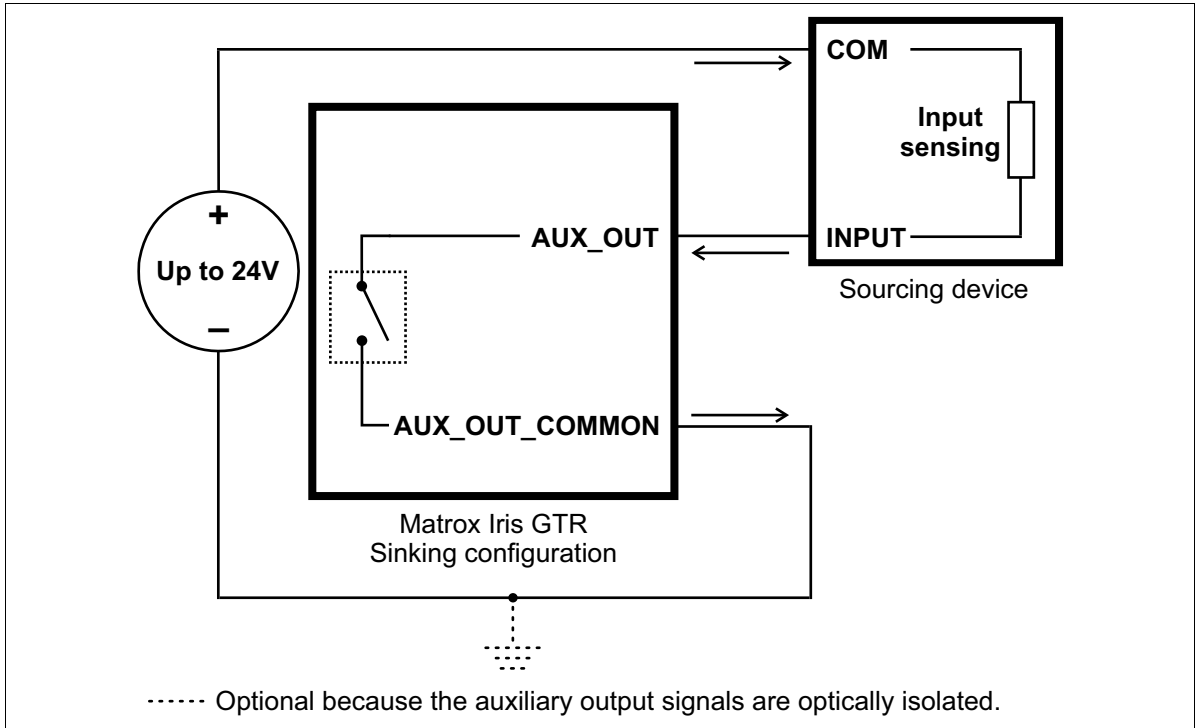 COM
Input
sensing
+
Up to 24V
−
AUX_OUT
INPUT
Sourcing device
AUX_OUT_COMMON
Matrox Iris GTR
Sinking configuration
Optional because the auxiliary output signals are optically isolated.